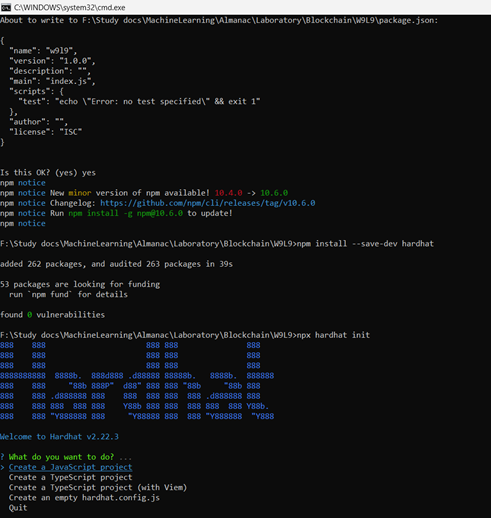 C:\WINDOWS\system32\cmd.exe
About to write to F:\Study docs\MachineLearning\Almanac\Laboratory\Blockchain\W9L9\package.json:
{
  "name": "w9l9",
  "version": "1.0.0",
  "description": "",
  "main": "index.js",
  "scripts": {
    "test": "echo \"Error: no test specified\" && exit 1"
  },
  "author": "",
  "license": "ISC"
}
Is this OK? (yes) yes
npm notice
npm notice New minor version of npm available! 10.4.0 -> 10.6.0
npm notice Changelog: https://github.com/npm/cli/releases/tag/v10.6.0
npm notice Run npm install -g npm@10.6.0 to update!
npm notice
F:\Study docs\MachineLearning\Almanac\Laboratory\Blockchain\W9L9>npm install --save-dev hardhat
added 262 packages, and audited 263 packages in 39s
53 packages are looking for funding
  run `npm fund` for details
found 0 vulnerabilities
F:\Study docs\MachineLearning\Almanac\Laboratory\Blockchain\W9L9>npx hardhat init
888    888                      888 888               888
888    888                      888 888               888
888    888                      888 888               888
8888888888  8888b.  888d888 .d88888 88888b.   8888b.  888888
888    888     "88b 888P"  d88" 888 888 "88b     "88b 888
888    888 .d888888 888    888  888 888  888 .d888888 888
888    888 888  888 888    Y88b 888 888  888 888  888 Y88b.
888    888 "Y888888 888     "Y88888 888  888 "Y888888  "Y888
Welcome to Hardhat v2.22.3
? What do you want to do? ...
> Create a JavaScript project
  Create a TypeScript project
  Create a TypeScript project (with Viem)
  Create an empty hardhat.config.js
  Quit